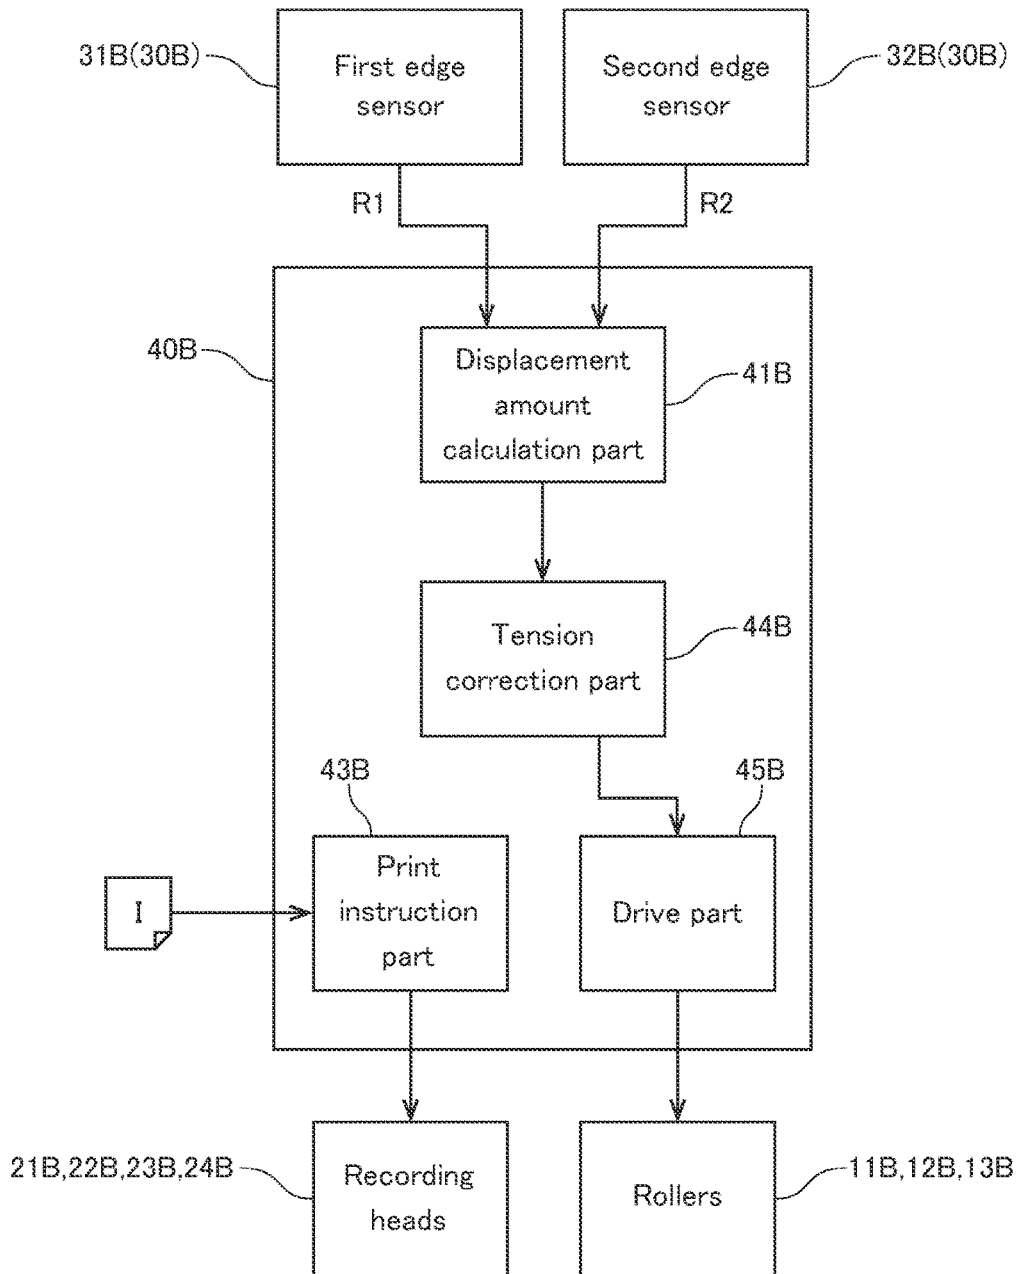 31B(30B)
First edge
sensor
Second edge
sensor
32B(30B)
R1
R2
40B
Displacement
amount
calculation part
41B
Tension
correction part
44B
43B
45B
I
Print
instruction
part
Drive part
21B,22B,23B,24B
Recording
heads
Rollers
11B,12B,13B